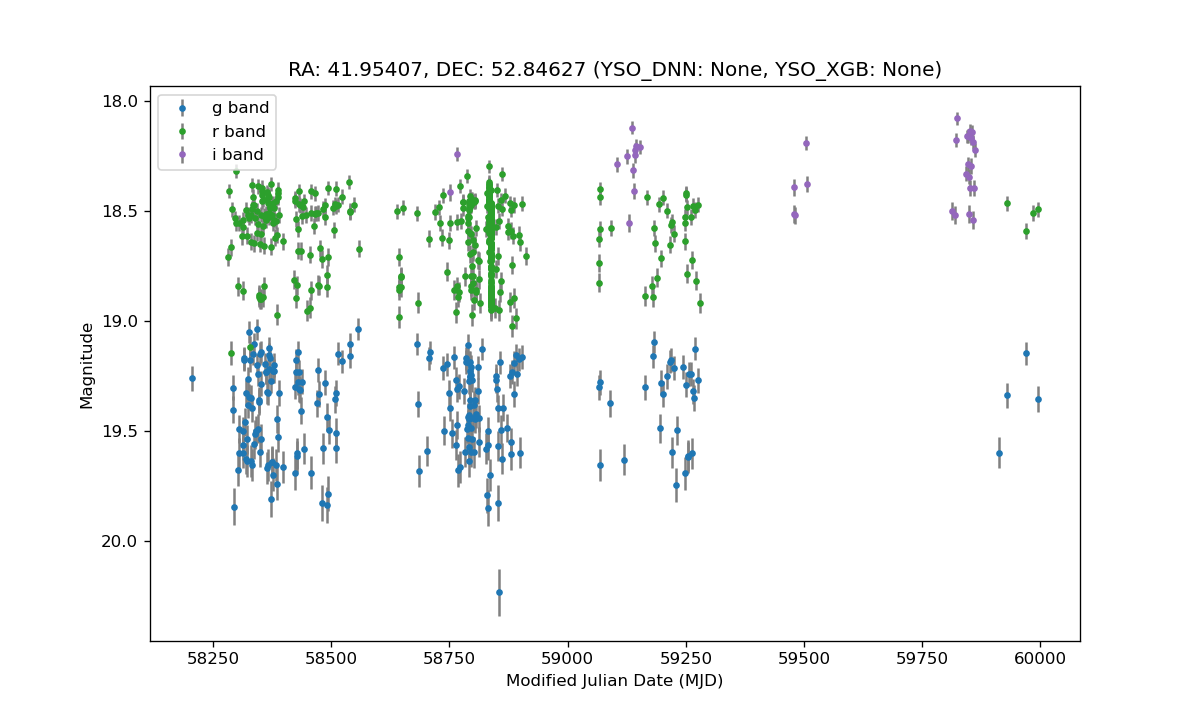 RA: 41.95407, DEC: 52.84627 (YSO_DNN: None, YSO_XGB: None)
g band
r band
i band
18.0
18.5
19.0
19.5
20.0
Magnitude
58250 58500 58750 59000 59250 59500 59750 60000
Modified Julian Date (MJD)